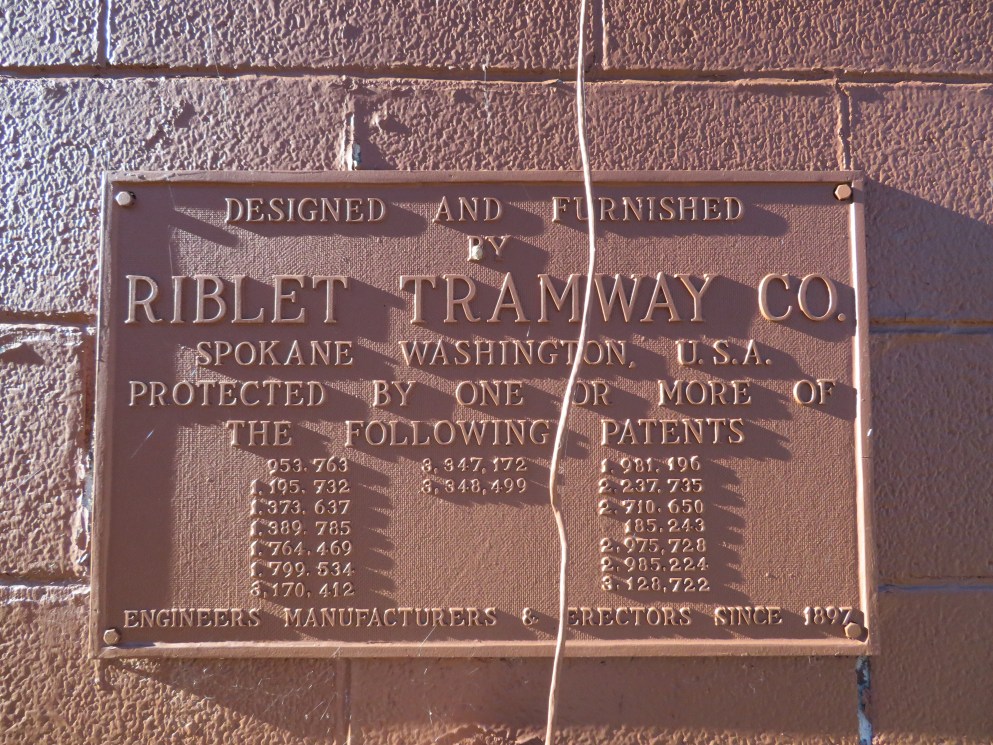 DESIGNED AND FURNISHED
BY
RIBLET TRAMWAY CO.
SPOKANE WASHINGTON, U.S.A.
PROTECTED BY ONE OR MORE OF
THE FOLLOWING PATENTS
953.763 3,347,172 1,981,196
1,195,732 3,348,499 2,237,735
1,373,637 2,710,650
1,389,785 185,243
1,764,469 2,975,728
1,799,534 2,985,224
3,170,412 3,128,722
ENGINEERS MANUFACTURERS & ERECTORS SINCE 1897